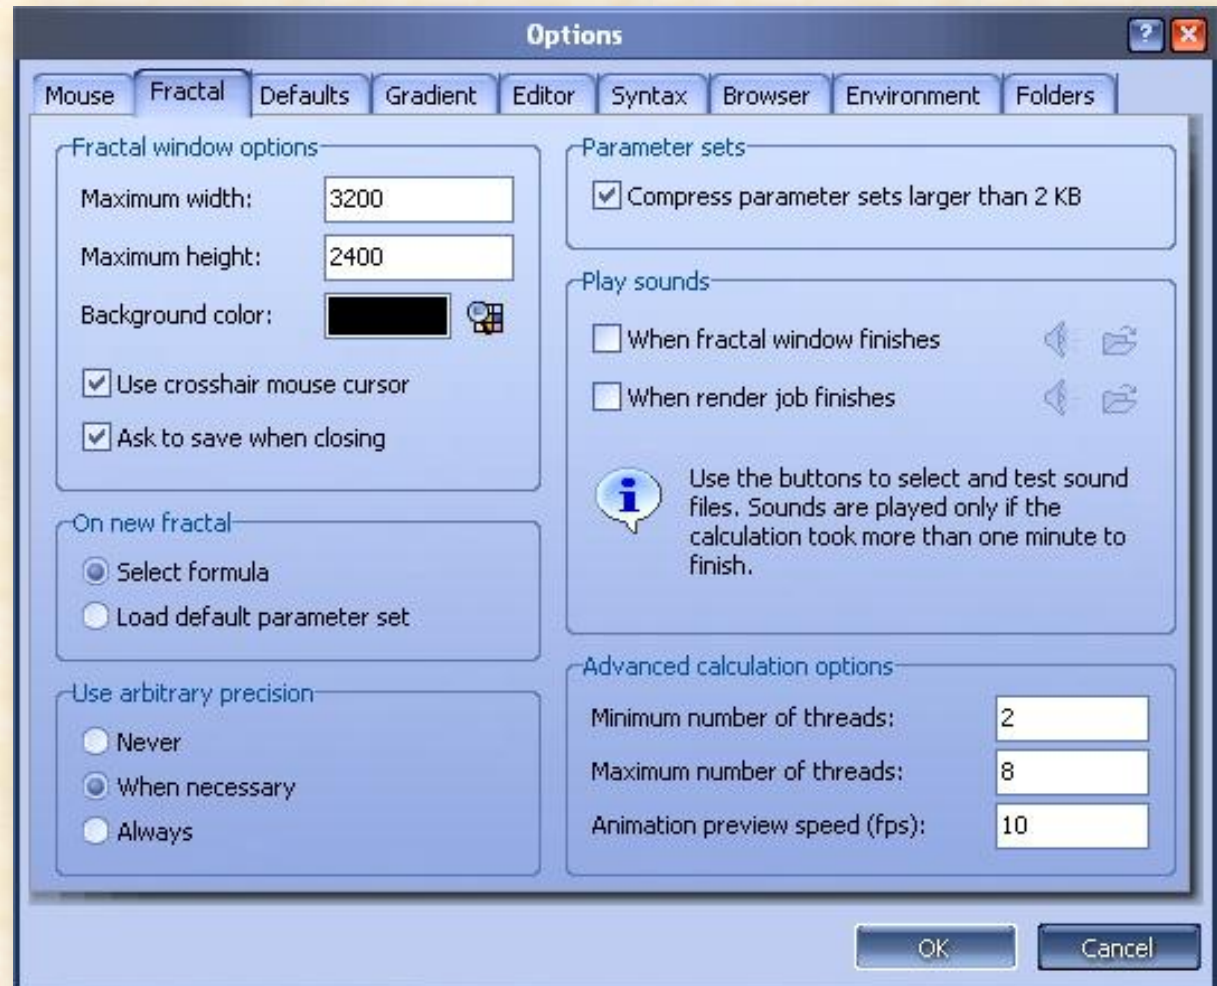 Options
?
Mouse Fractal Defaults Gradient Editor Syntax Browser Environment Folders
Fractal window options
Maximum width: 3200
Maximum height: 2400
Background color:
Use crosshair mouse cursor
Ask to save when closing
On new fractal
Select formula
Load default parameter set
Use arbitrary precision
Never
When necessary
Always
Parameter sets
Compress parameter sets larger than 2 KB
Play sounds
When fractal window finishes
When render job finishes
i
Use the buttons to select and test sound
files. Sounds are played only if the
calculation took more than one minute to
finish.
Advanced calculation options
Minimum number of threads: 2
Maximum number of threads: 8
Animation preview speed (fps): 10
OK Cancel